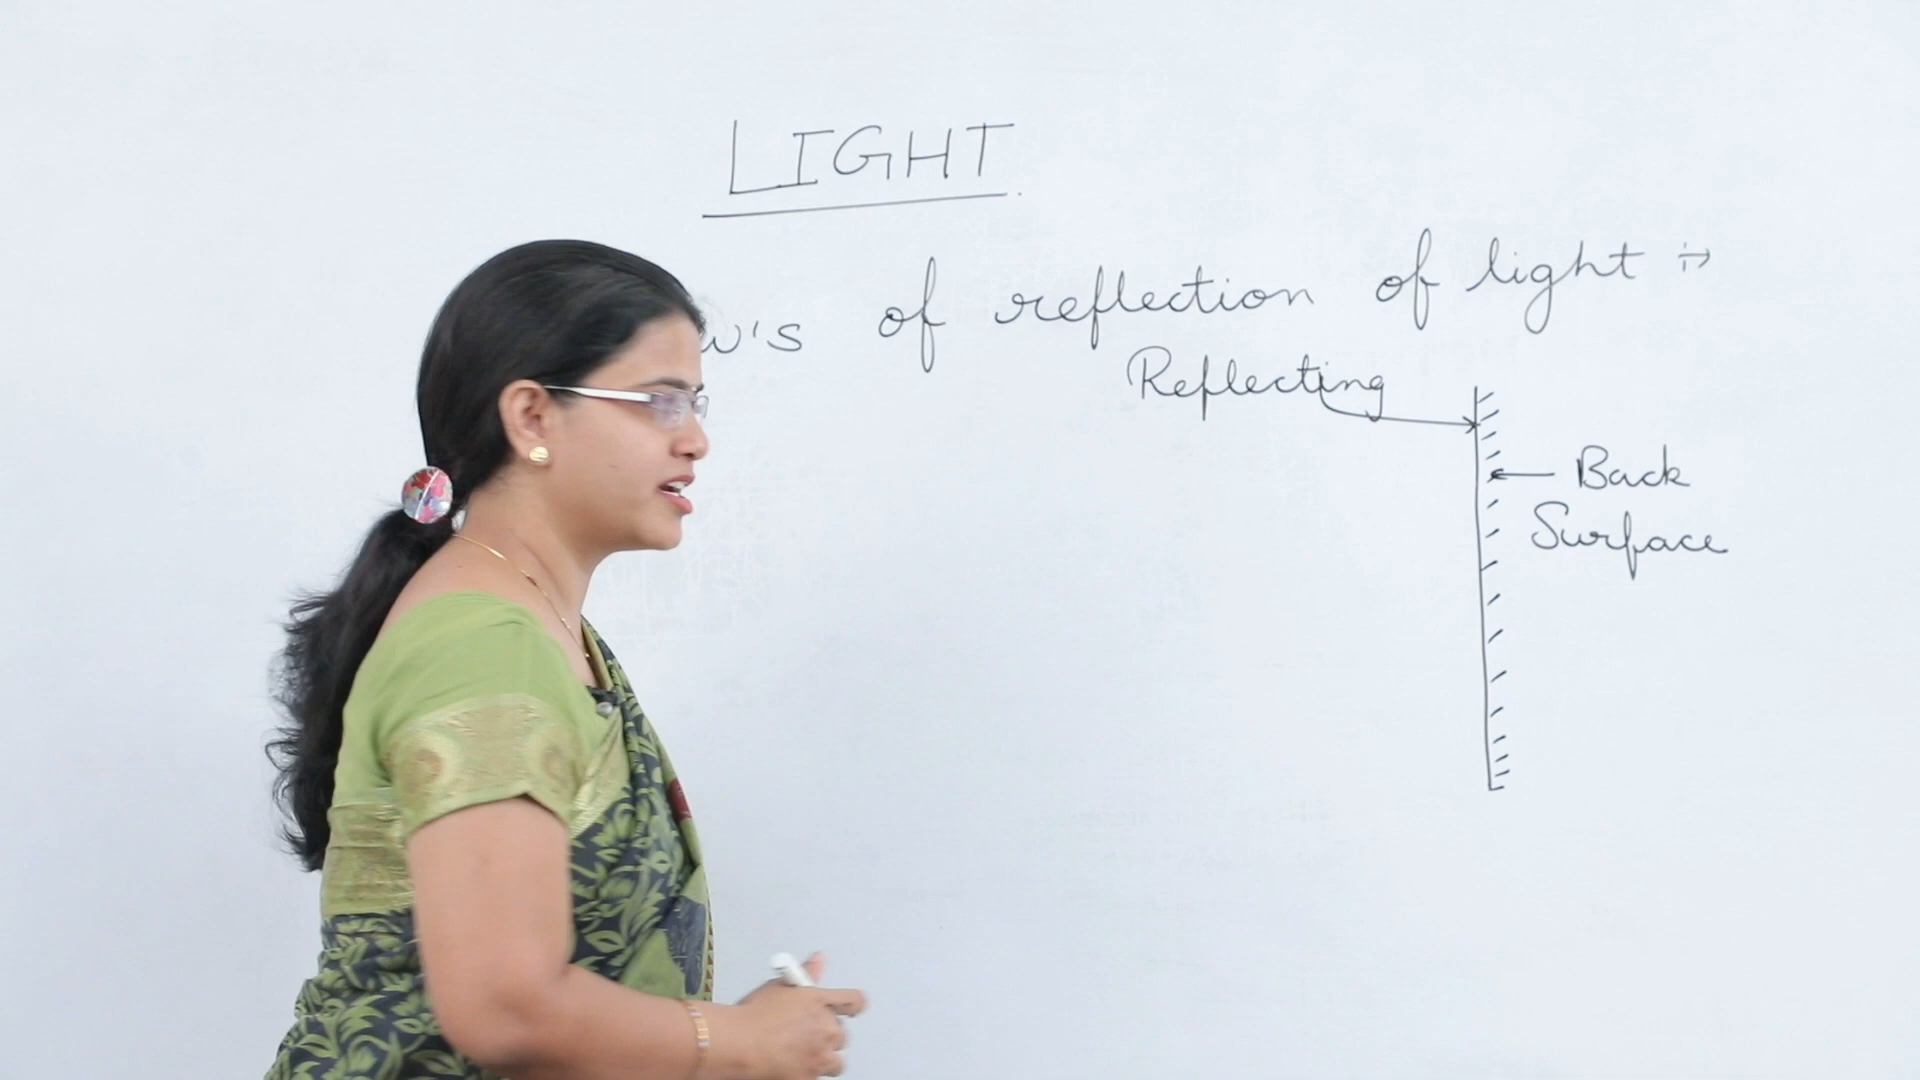 LIGHT
w's of reflection of light :→
Reflecting
Back
Surface